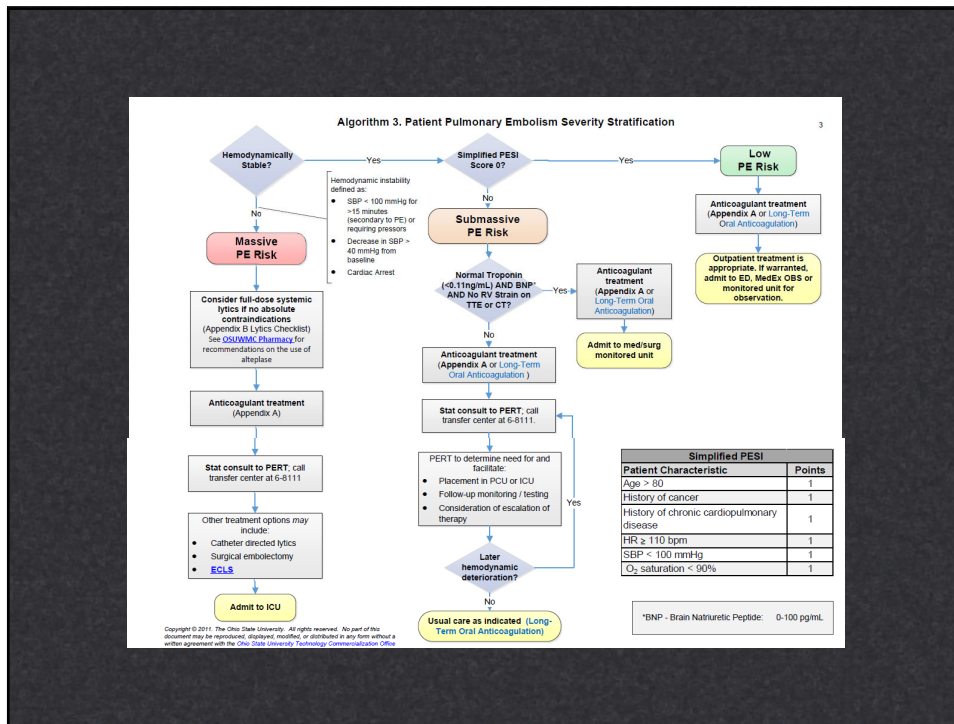 Algorithm 3. Patient Pulmonary Embolism Severity Stratification
3
Hemodynamically
Stable?
Yes
Simplified PESI
Score 0?
Yes
Low
PE Risk
No
Hemodynamic instability
defined as:
● SBP < 100 mmHg for
>15 minutes
(secondary to PE) or
requiring pressors
● Decrease in SBP >
40 mmHg from
baseline
● Cardiac Arrest
No
Anticoagulant treatment
(Appendix A or Long-Term
Oral Anticoagulation)
Massive
PE Risk
Submassive
PE Risk
Outpatient treatment is
appropriate. If warranted,
admit to ED, MedEx OBS or
monitored unit for
observation.
Consider full-dose systemic
lytics if no absolute
contraindications
(Appendix B Lytics Checklist)
See OSUWMC Pharmacy for
recommendations on the use of
alteplase
Normal Troponin
(<0.11ng/mL) AND BNP*
AND No RV Strain on
TTE or CT?
Yes
Anticoagulant
treatment
(Appendix A or
Long-Term Oral
Anticoagulation)
No
Admit to med/surg
monitored unit
Anticoagulant treatment
(Appendix A)
Anticoagulant treatment
(Appendix A or Long-Term
Oral Anticoagulation )
Stat consult to PERT; call
transfer center at 6-8111.
Stat consult to PERT; call
transfer center at 6-8111
PERT to determine need for and
facilitate:
● Placement in PCU or ICU
● Follow-up monitoring / testing
● Consideration of escalation of
therapy
Yes
Other treatment options may
include:
● Catheter directed lytics
● Surgical embolectomy
● ECLS
Later
hemodynamic
deterioration?
No
Admit to ICU
Usual care as indicated (Long-
Term Oral Anticoagulation)
Simplified PESI
Patient Characteristic Points
Age > 80 1
History of cancer 1
History of chronic cardiopulmonary
disease 1
HR ≥ 110 bpm 1
SBP < 100 mmHg 1
O2 saturation < 90% 1
*BNP - Brain Natriuretic Peptide: 0-100 pg/mL
Copyright © 2011. The Ohio State University. All rights reserved. No part of this
document may be reproduced, displayed, modified, or distributed in any form without a
written agreement with the Ohio State University Technology Commercialization Office